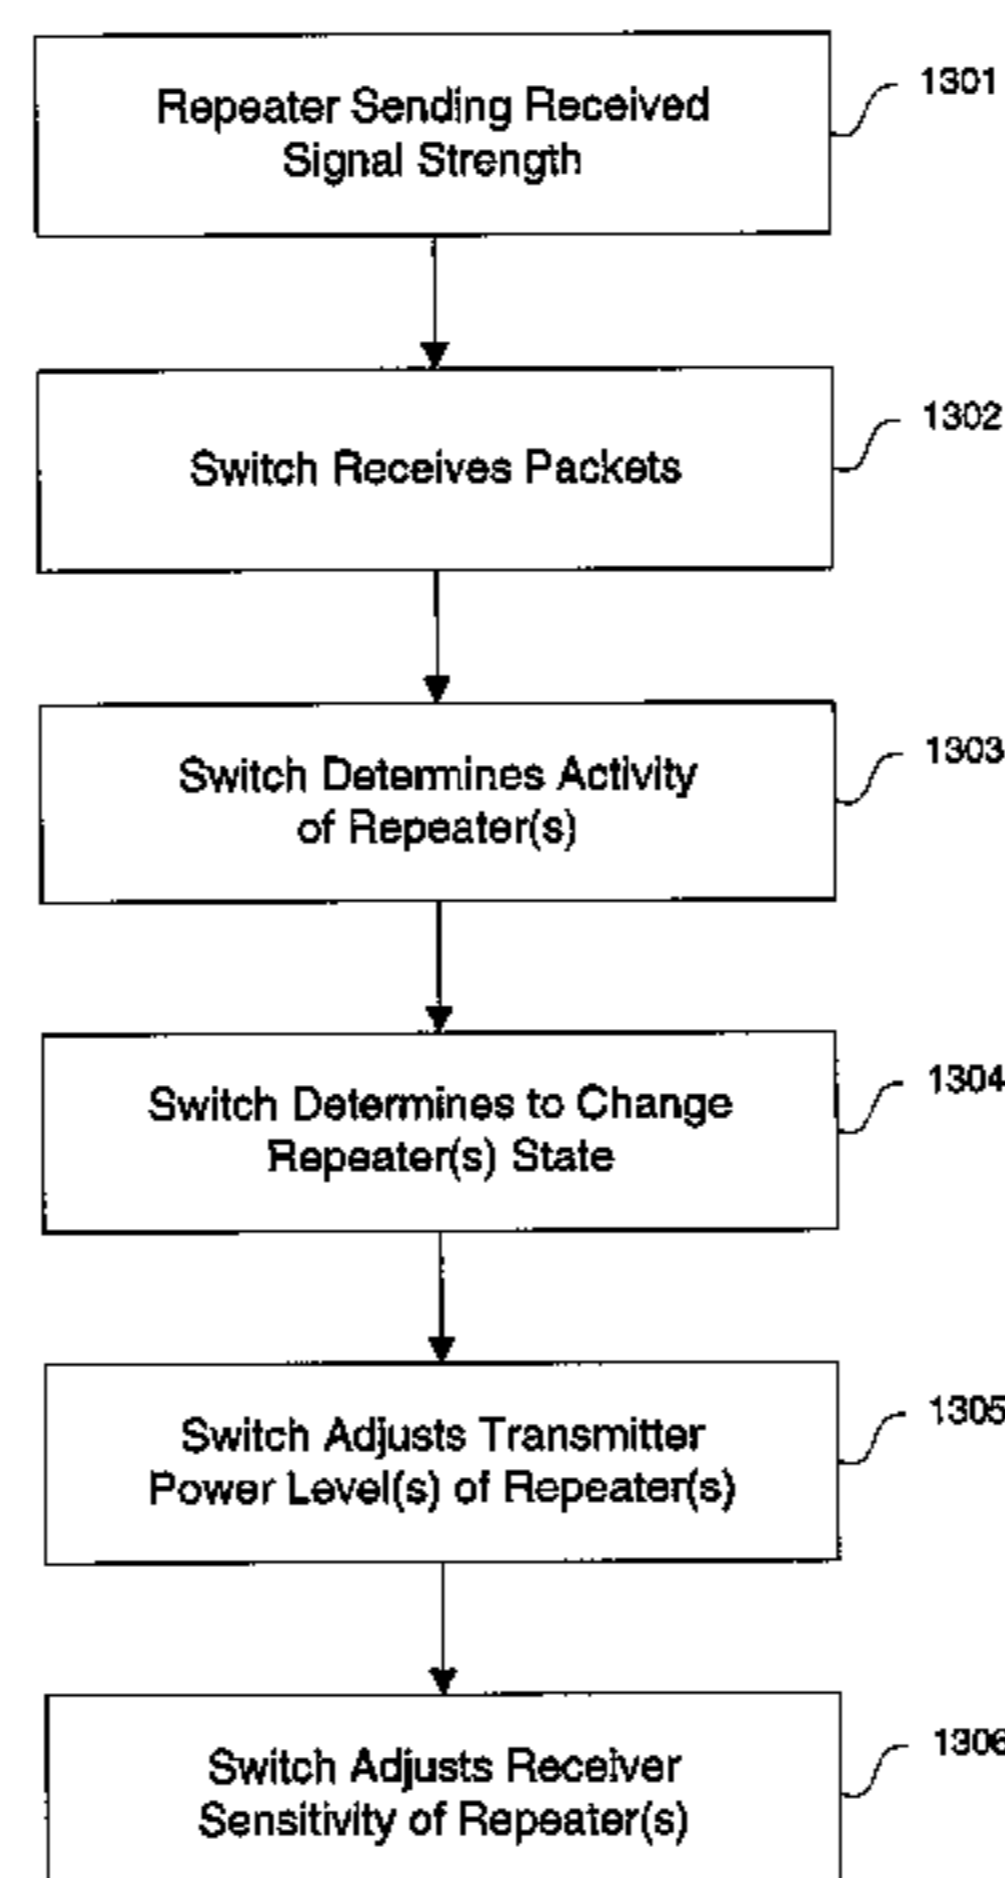 Repeater Sending Received
Signal Strength
1301
Switch Receives Packets
1302
Switch Determines Activity
of Repeater(s)
1303
Switch Determines to Change
Repeater(s) State
1304
Switch Adjusts Transmitter
Power Level(s) of Repeater(s)
1305
Switch Adjusts Receiver
Sensitivity of Repeater(s)
1306